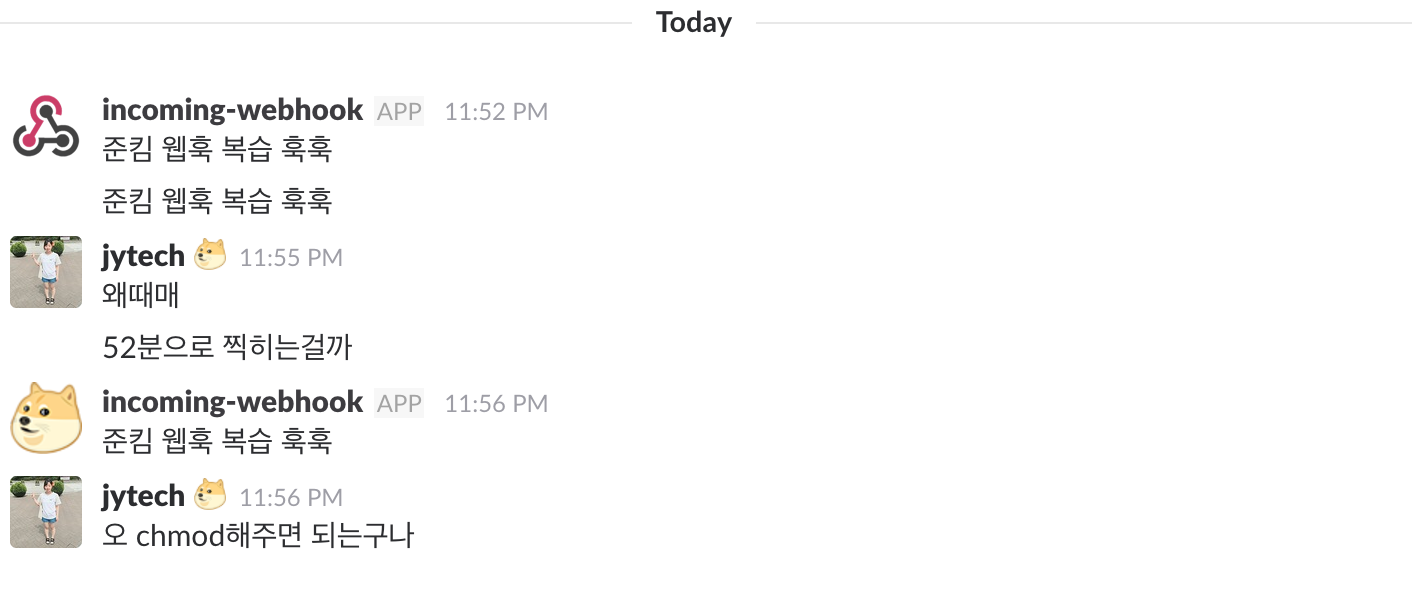 Today
incoming-webhook APP 11:52 PM
준킴 웹훅 복습 훅훅
준킴 웹훅 복습 훅훅
jytech 11:55 PM
왜때매
52분으로 찍히는걸까
incoming-webhook APP 11:56 PM
준킴 웹훅 복습 훅훅
jytech 11:56 PM
오 chmod해주면 되는구나